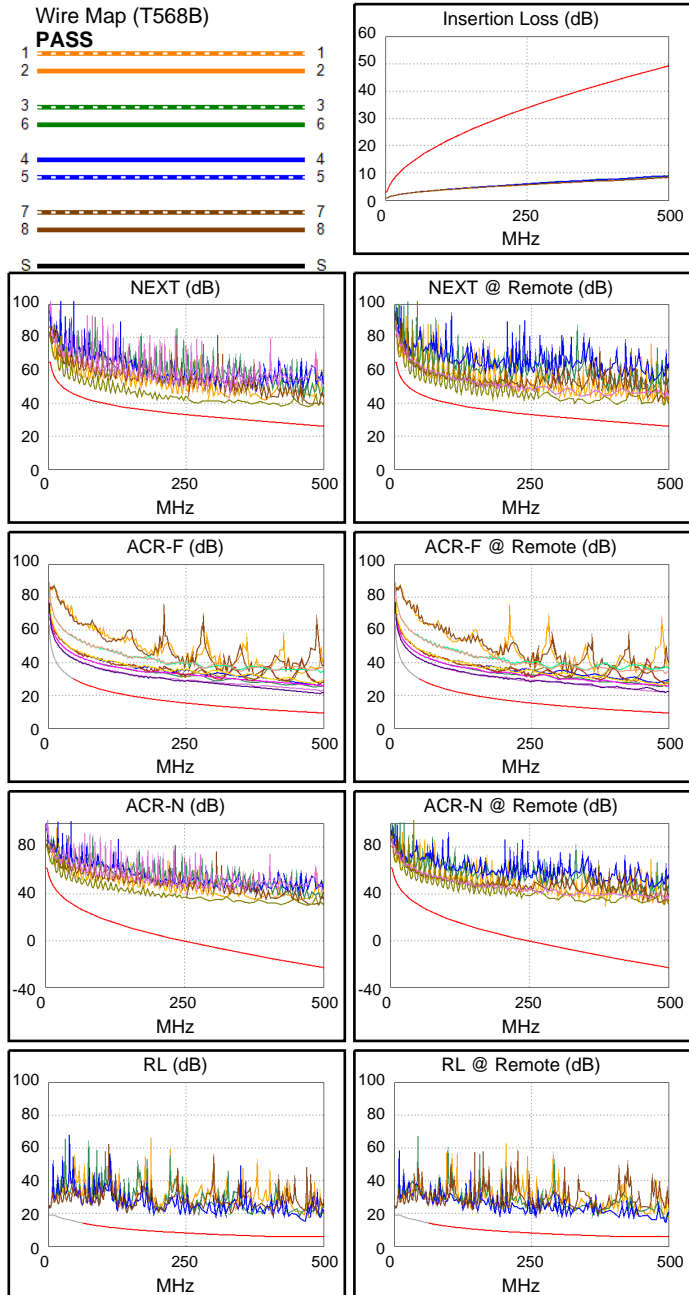 Wire Map (T568B)
PASS
1 1
2 2
3 3
6 6
4 4
5 5
7 7
8 8
S S
Insertion Loss (dB)
60
50
40
30
20
10
0
0 250 500
MHz
NEXT (dB)
100
80
60
40
20
0
0 250 500
MHz
NEXT @ Remote (dB)
100
80
60
40
20
0
0 250 500
MHz
ACR-F (dB)
100
80
60
40
20
0
0 250 500
MHz
ACR-F @ Remote (dB)
100
80
60
40
20
0
0 250 500
MHz
ACR-N (dB)
80
40
0
-40
0 250 500
MHz
ACR-N @ Remote (dB)
80
40
0
-40
0 250 500
MHz
RL (dB)
100
80
60
40
20
0
0 250 500
MHz
RL @ Remote (dB)
100
80
60
40
20
0
0 250 500
MHz